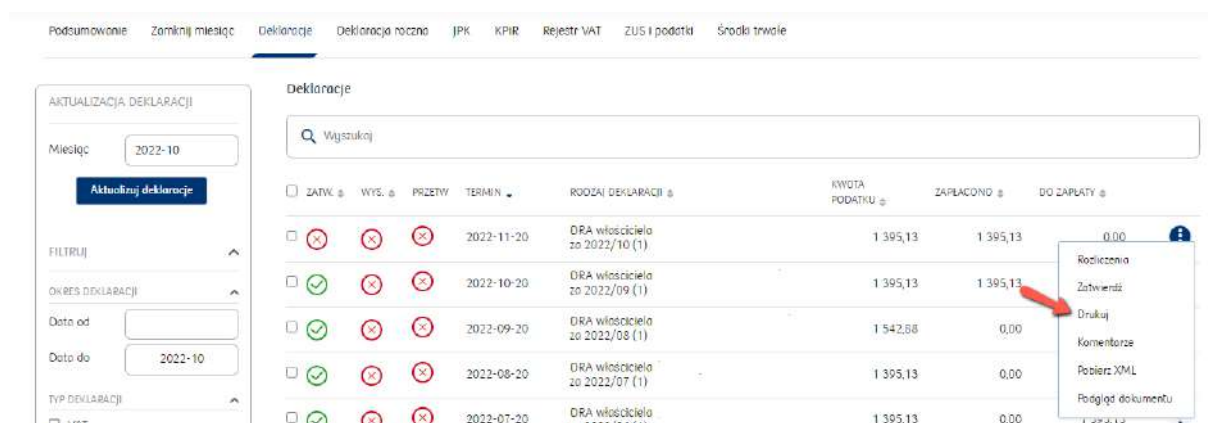 Podsumowanie Zamknij miesiąc Deklaracje Deklaracja roczna JPK KPiR Rejestr VAT ZUS i podatki Środki trwałe
AKTUALIZACJA DEKLARACJI
Miesiąc 2022-10
Aktualizuj deklaracje
FILTRUJ
OKRES DEKLARACJI
Data od
Data do 2022-10
TYP DEKLARACJI
VAT
Deklaracje
Wyszukaj
ZATW. WYS. PRZETW TERMIN RODZAJ DEKLARACJI KWOTA PODATKU ZAPŁACONO DO ZAPŁATY
2022-11-20 DRA właściciela za 2022/10 (1) 1 395,13 1 395,13 0,00
2022-10-20 DRA właściciela za 2022/09 (1) 1 395,13 1 395,13
2022-09-20 DRA właściciela za 2022/08 (1) 1 542,88 0,00
2022-08-20 DRA właściciela za 2022/07 (1) 1 395,13 0,00
2022-07-20 DRA właściciela 1 395,13 0,00 1 395,13
Rozliczenia
Zatwierdź
Drukuj
Komentarze
Pobierz XML
Podgląd dokumentu